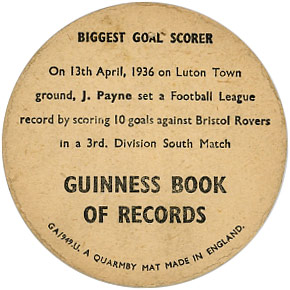 BIGGEST GOAL SCORER
On 13th April, 1936 on Luton Town
ground, J. Payne set a Football League
record by scoring 10 goals against Bristol Rovers
in a 3rd. Division South Match
GUINNESS BOOK
OF RECORDS
GA1949.U. A QUARMBY MAT MADE IN ENGLAND.